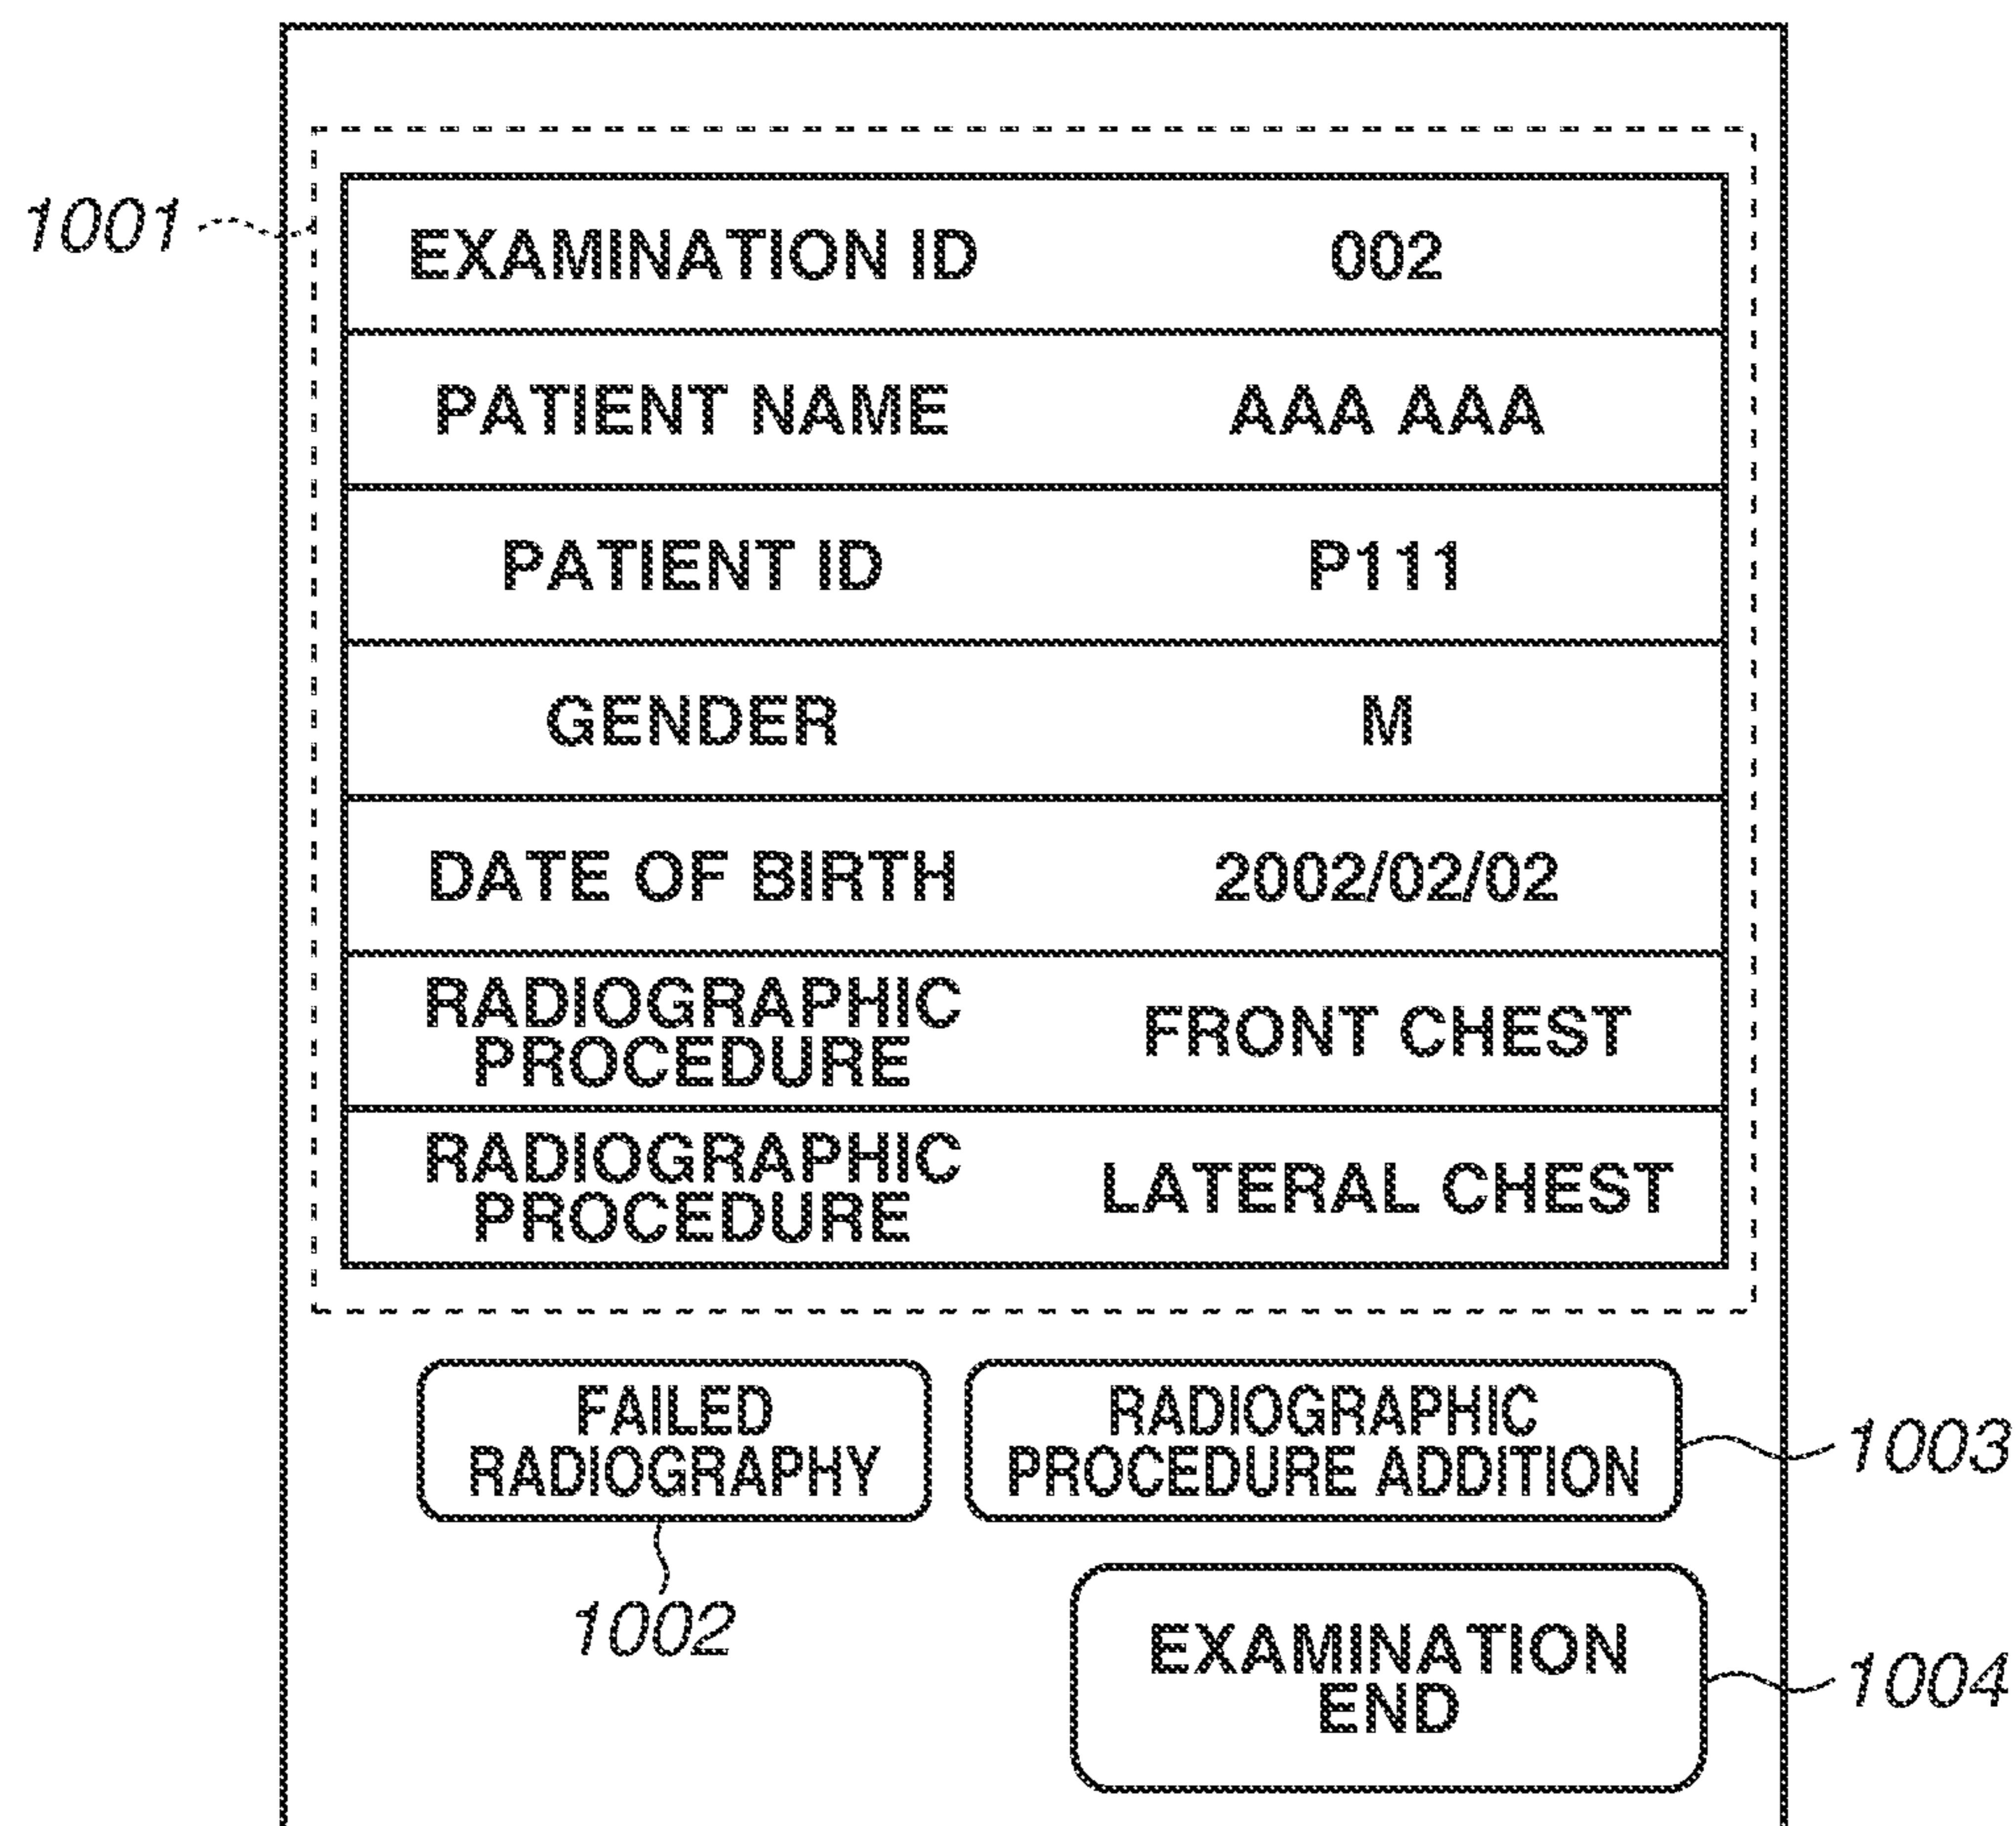 1001
EXAMINATION ID 002
PATIENT NAME AAA AAA
PATIENT ID P111
GENDER M
DATE OF BIRTH 2002/02/02
RADIOGRAPHIC
PROCEDURE FRONT CHEST
RADIOGRAPHIC
PROCEDURE LATERAL CHEST
FAILED
RADIOGRAPHY
RADIOGRAPHIC
PROCEDURE ADDITION
1003
1002
EXAMINATION
END
1004